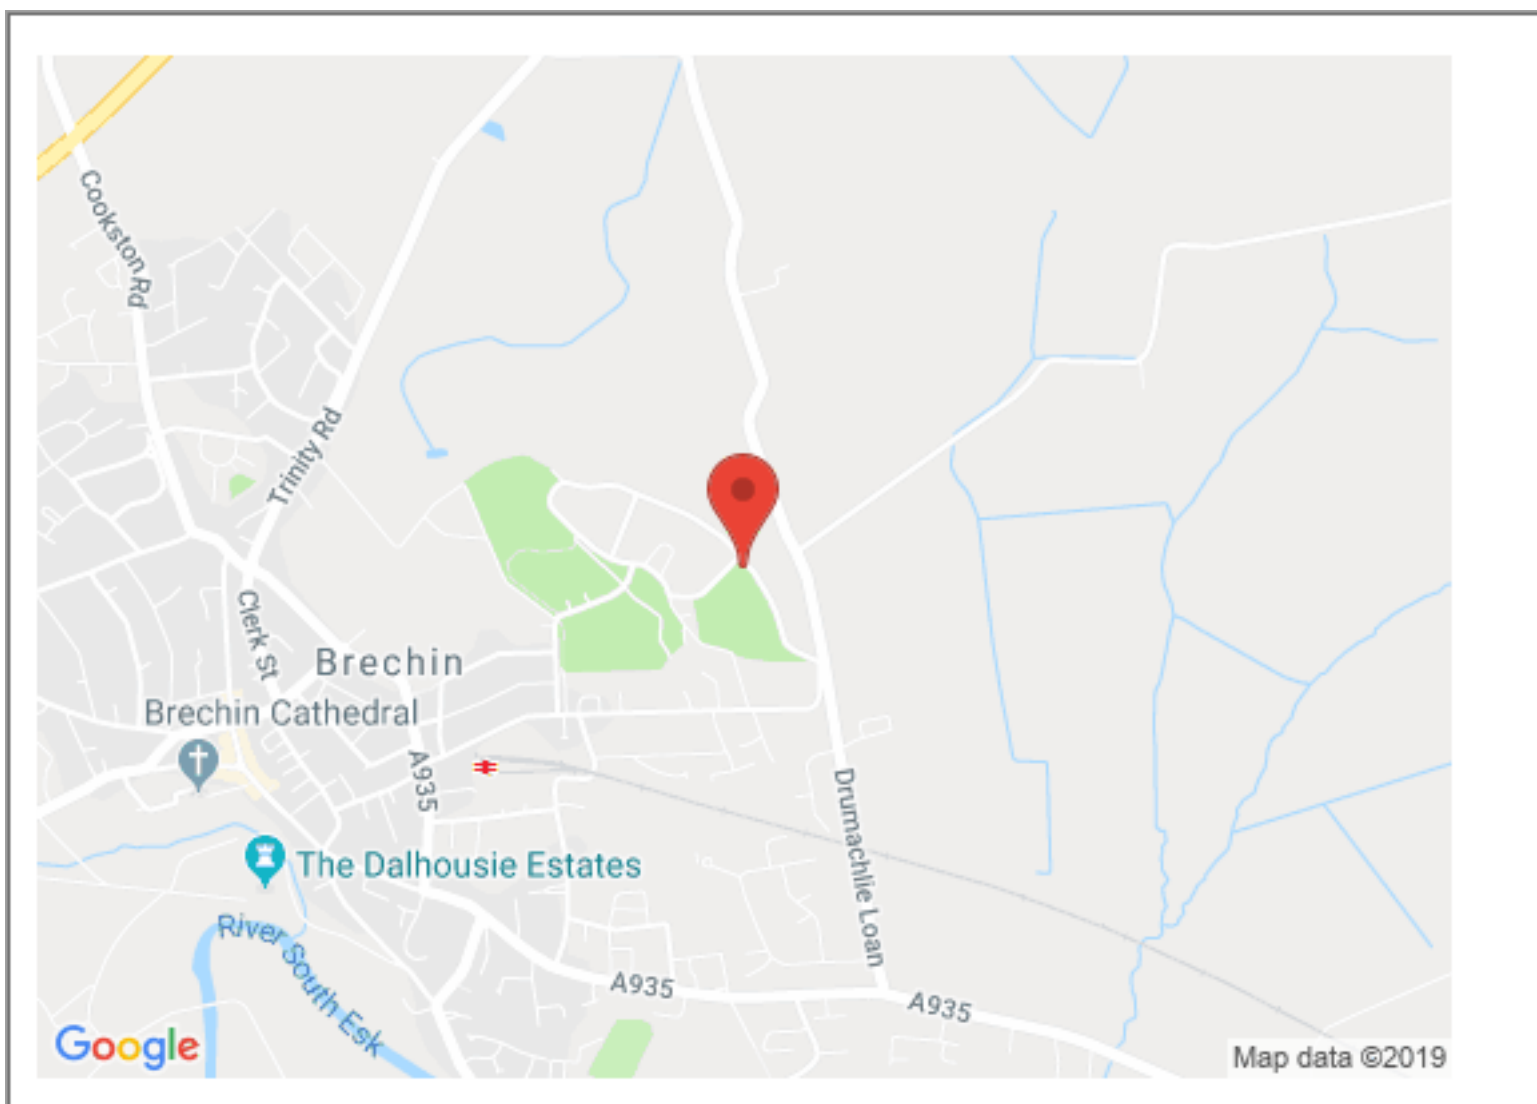 Cookston Rd
Trinity Rd
Clerk St
Brechin
Brechin Cathedral
A935
Drumachlie Loan
The Dalhousie Estates
River South Esk
A935
A935
Google
Map data ©2019